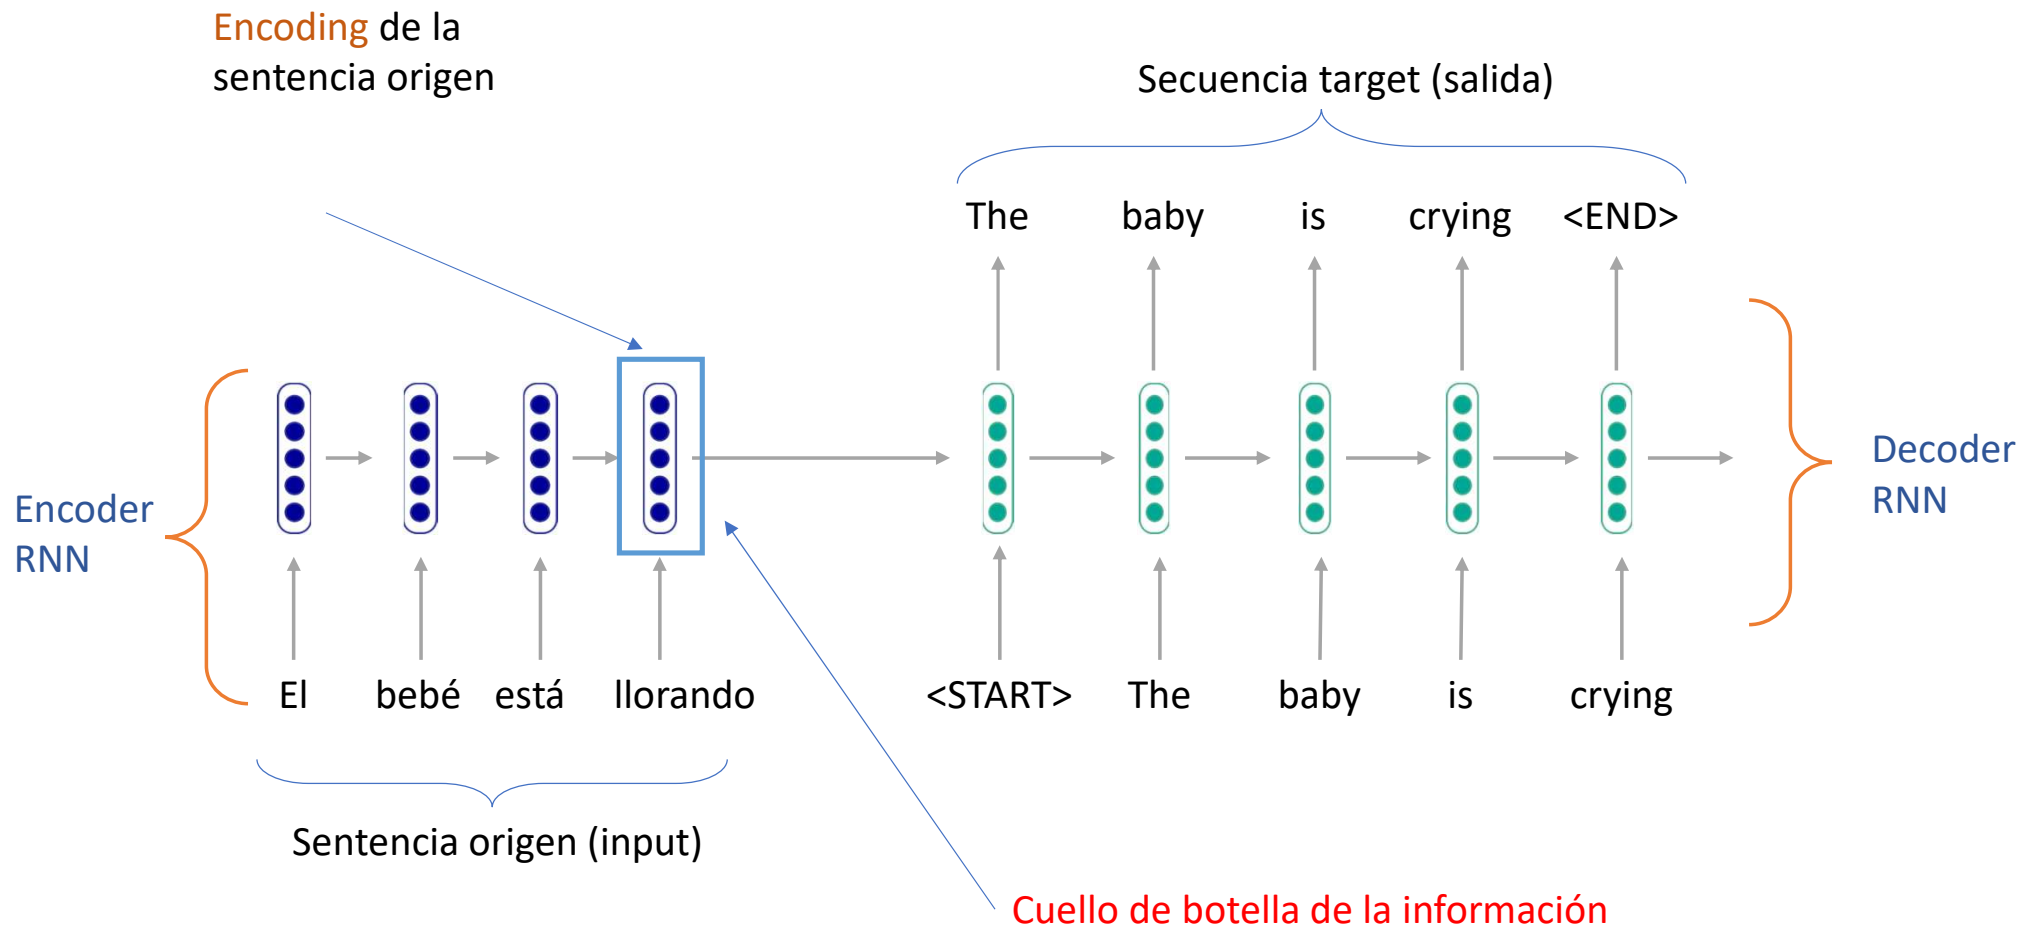 Encoding de la
sentencia origen
Secuencia target (salida)
The baby is crying <END>
Encoder
RNN
Decoder
RNN
El bebé está llorando
<START> The baby is crying
Sentencia origen (input)
Cuello de botella de la información